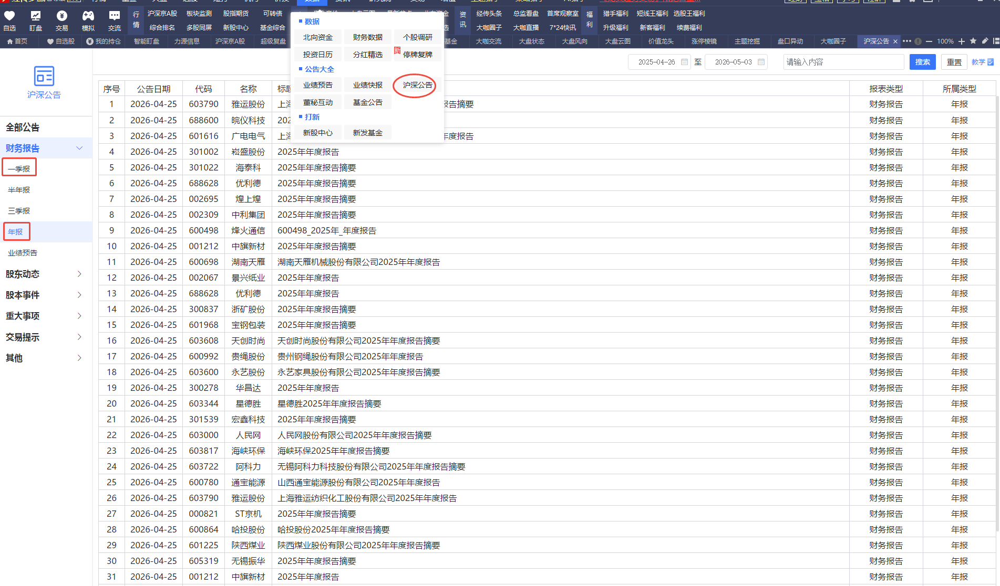 自选 盯盘 交易 模拟 交流 行情 沪深京A股 板块监测 股指期货 可转债 资讯 经传头条 总监看盘 首席观察室 福利 猎手福利 短线王福利 选股王福利
综合排名 多股同屏 新股中心 基金综合 大咖圈子 大咖直播 7*24快讯 升级福利 新客福利 续费福利
首页 自选股 我的持仓 智能盯盘 力源信息 沪深京A股 超级复盘 基金 大咖交流 大盘状态 大盘风向 大盘云图 价值龙头 涨停棱镜 主题挖掘 盘口异动 大咖圈子 沪深公告 × ••• 100%
数据
北向资金 财务数据 个股调研
投资日历 分红精选 新 停牌复牌
公告大全
业绩预告 业绩快报 沪深公告
董秘互动 基金公告
打新
新股中心 新发基金
2025-04-26 至 2026-05-03 请输入内容 搜索 重置 教学
沪深公告
全部公告
财务报告
一季报
半年报
三季报
年报
业绩预告
股东动态
股本事件
重大事项
交易提示
其他
序号 公告日期 代码 名称 标题 报表类型 所属类型
1 2026-04-25 603790 雅运股份 上海 报告摘要 财务报告 年报
2 2026-04-25 688600 皖仪科技 202 财务报告 年报
3 2026-04-25 601616 广电电气 上海 年度报告 财务报告 年报
4 2026-04-25 301002 崧盛股份 2025年年度报告 财务报告 年报
5 2026-04-25 301022 海泰科 2025年年度报告摘要 财务报告 年报
6 2026-04-25 688628 优利德 2025年年度报告摘要 财务报告 年报
7 2026-04-25 002695 煌上煌 2025年年度报告摘要 财务报告 年报
8 2026-04-25 002309 中利集团 2025年年度报告摘要 财务报告 年报
9 2026-04-25 600498 烽火通信 600498_2025年_年度报告 财务报告 年报
10 2026-04-25 001212 中旗新材 2025年年度报告摘要 财务报告 年报
11 2026-04-25 600698 湖南天雁 湖南天雁机械股份有限公司2025年年度报告 财务报告 年报
12 2026-04-25 002067 景兴纸业 2025年年度报告 财务报告 年报
13 2026-04-25 688628 优利德 2025年年度报告 财务报告 年报
14 2026-04-25 300837 浙矿股份 2025年年度报告摘要 财务报告 年报
15 2026-04-25 601968 宝钢包装 2025年年度报告摘要 财务报告 年报
16 2026-04-25 603608 天创时尚 天创时尚股份有限公司2025年年度报告摘要 财务报告 年报
17 2026-04-25 600992 贵绳股份 贵州钢绳股份有限公司2025年年度报告 财务报告 年报
18 2026-04-25 603600 永艺股份 永艺家具股份有限公司2025年年度报告摘要 财务报告 年报
19 2026-04-25 300278 华昌达 2025年年度报告 财务报告 年报
20 2026-04-25 603344 星德胜 星德胜2025年年度报告摘要 财务报告 年报
21 2026-04-25 301539 宏鑫科技 2025年年度报告摘要 财务报告 年报
22 2026-04-25 603000 人民网 人民网股份有限公司2025年年度报告摘要 财务报告 年报
23 2026-04-25 603817 海峡环保 海峡环保2025年年度报告摘要 财务报告 年报
24 2026-04-25 603722 阿科力 无锡阿科力科技股份有限公司2025年年度报告摘要 财务报告 年报
25 2026-04-25 600780 通宝能源 山西通宝能源股份有限公司2025年年度报告 财务报告 年报
26 2026-04-25 603790 雅运股份 上海雅运纺织化工股份有限公司2025年年度报告 财务报告 年报
27 2026-04-25 000821 ST京机 2025年年度报告摘要 财务报告 年报
28 2026-04-25 600864 哈投股份 哈投股份2025年年度报告摘要 财务报告 年报
29 2026-04-25 601225 陕西煤业 陕西煤业股份有限公司2025年年度报告摘要 财务报告 年报
30 2026-04-25 605319 无锡振华 2025年年度报告摘要 财务报告 年报
31 2026-04-25 001212 中旗新材 2025年年度报告 财务报告 年报